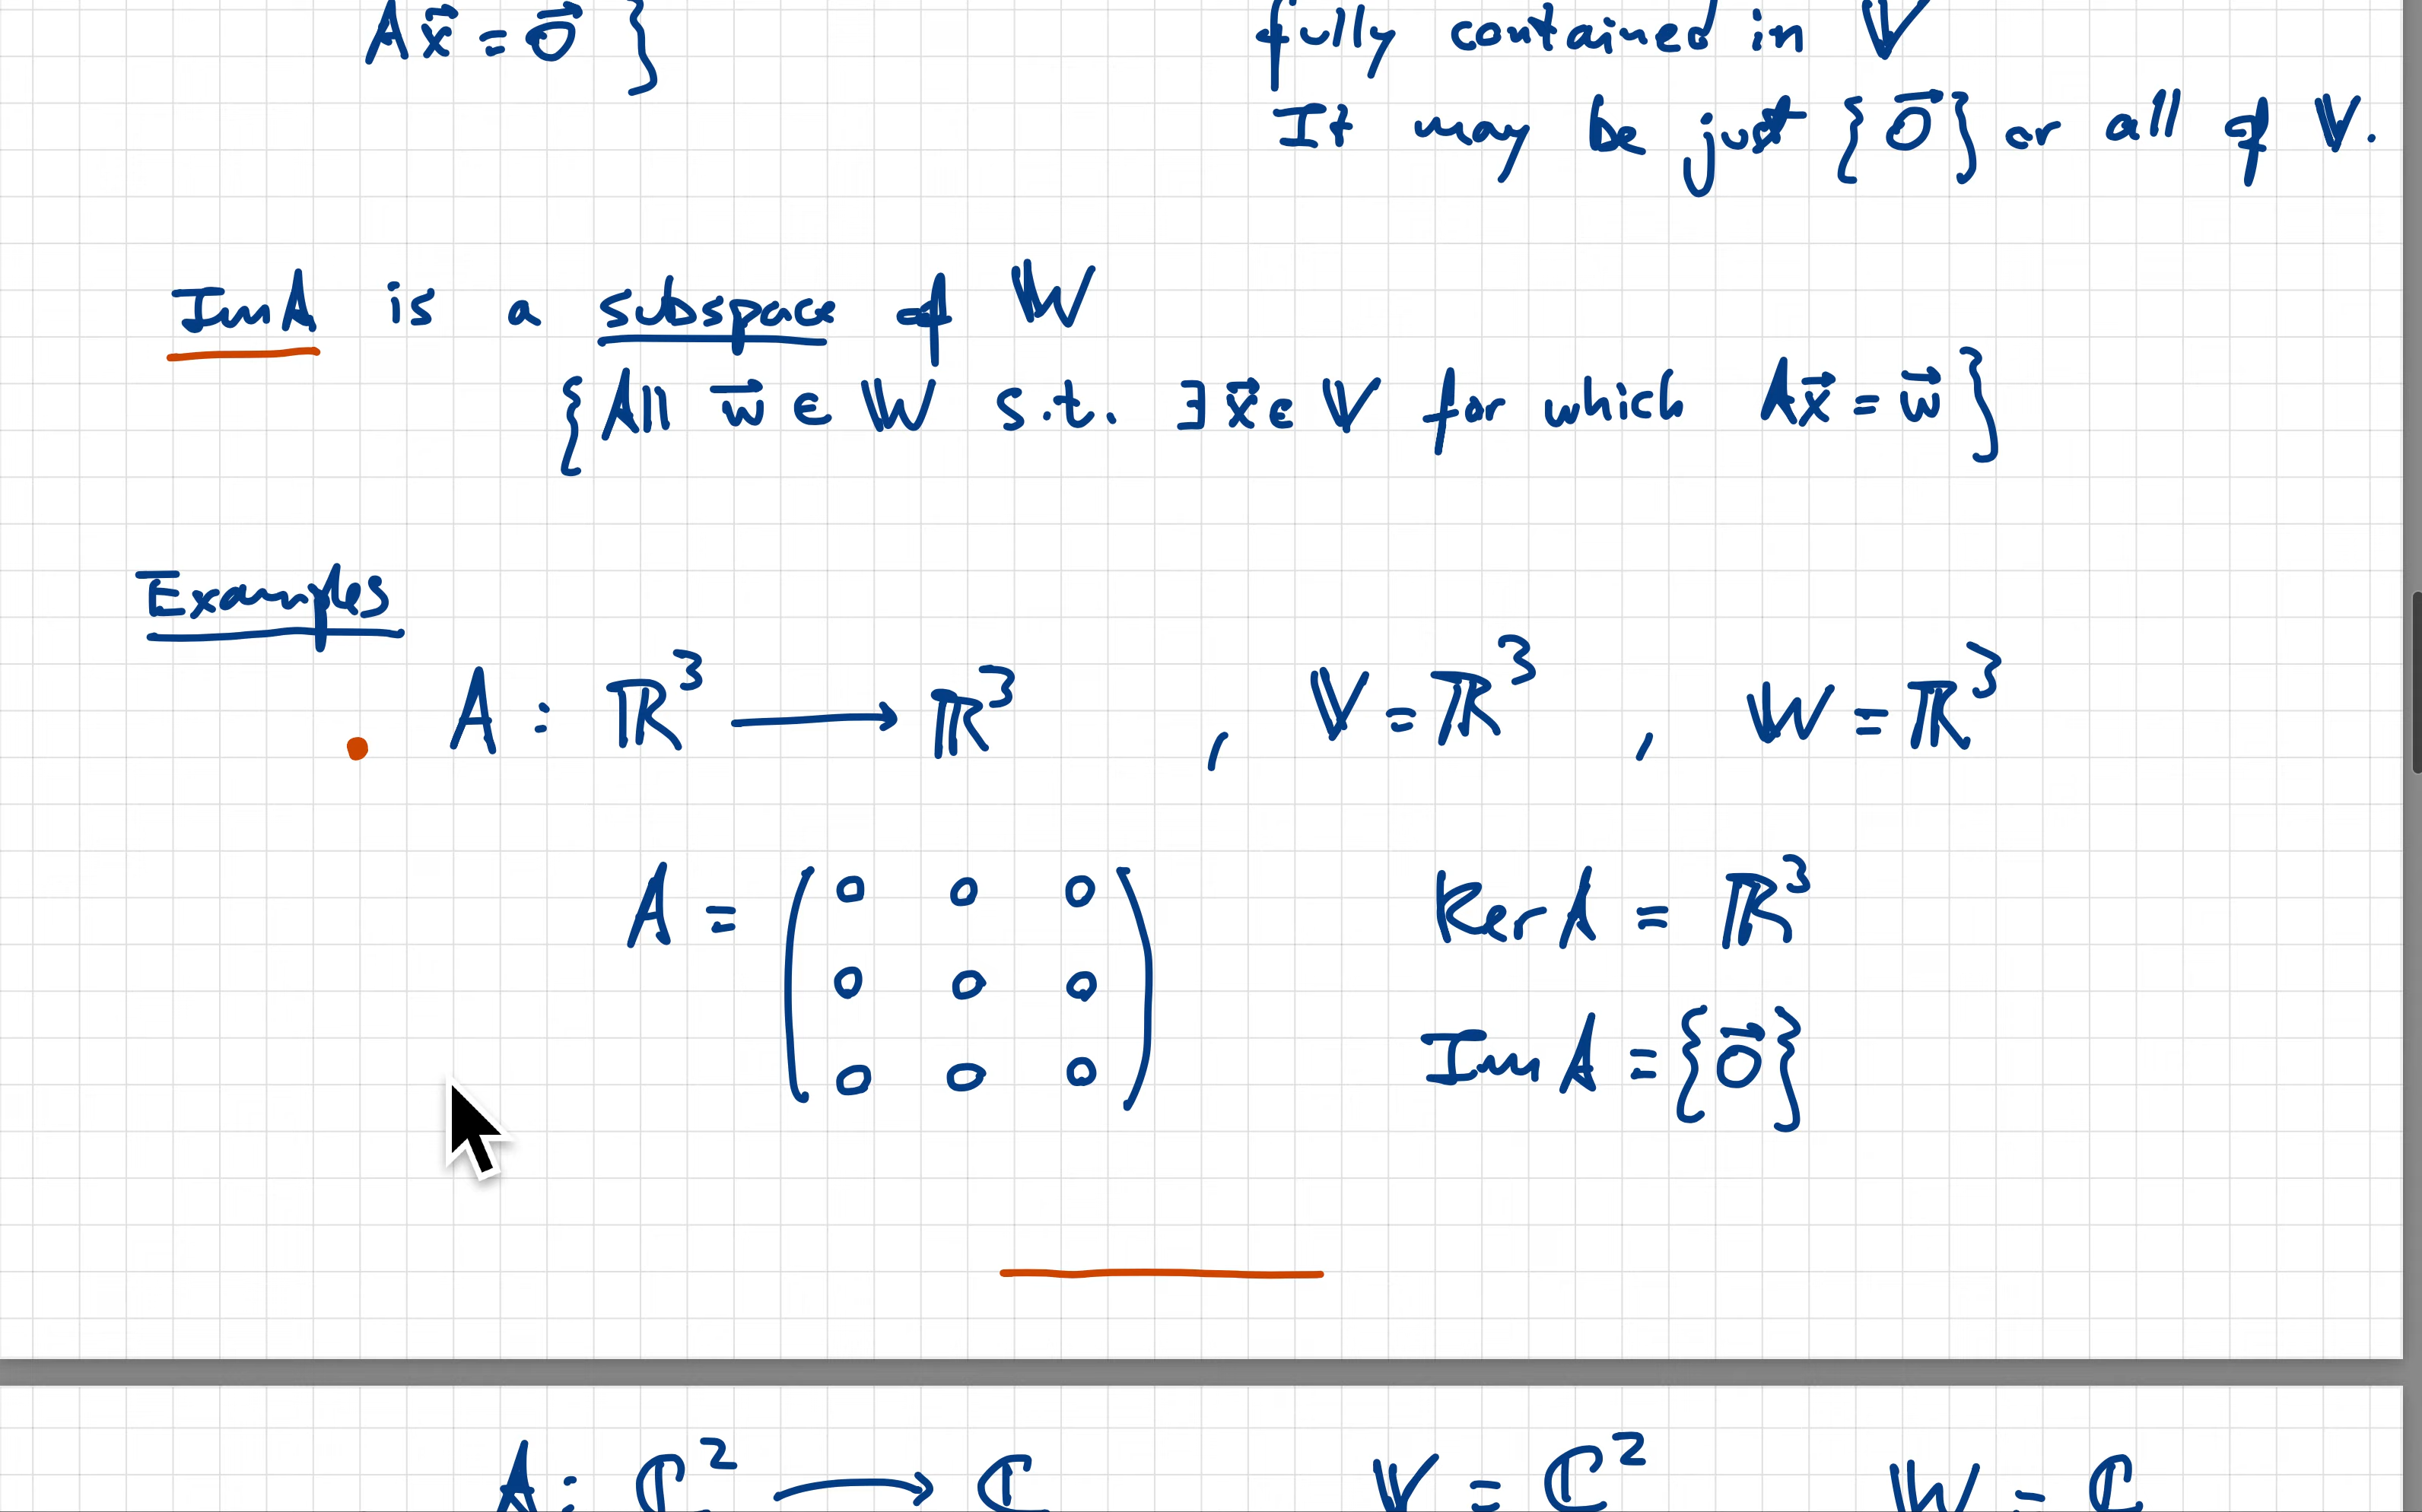 Ax⃗ = 0⃗ }
fully contained in V
It may be just {0⃗} or all of V.
Im A is a subspace of W
{All w⃗ ∈ W s.t. ∃ x⃗ ∈ V for which Ax⃗ = w⃗}
Examples
• A : ℝ³ ⟶ ℝ³ , V = ℝ³ , W = ℝ³
A = ( 0 0 0
0 0 0
0 0 0 )
Ker A = ℝ³
Im A = {0⃗}
A : ℂ² ⟶ ℂ V = ℂ² W = ℂ